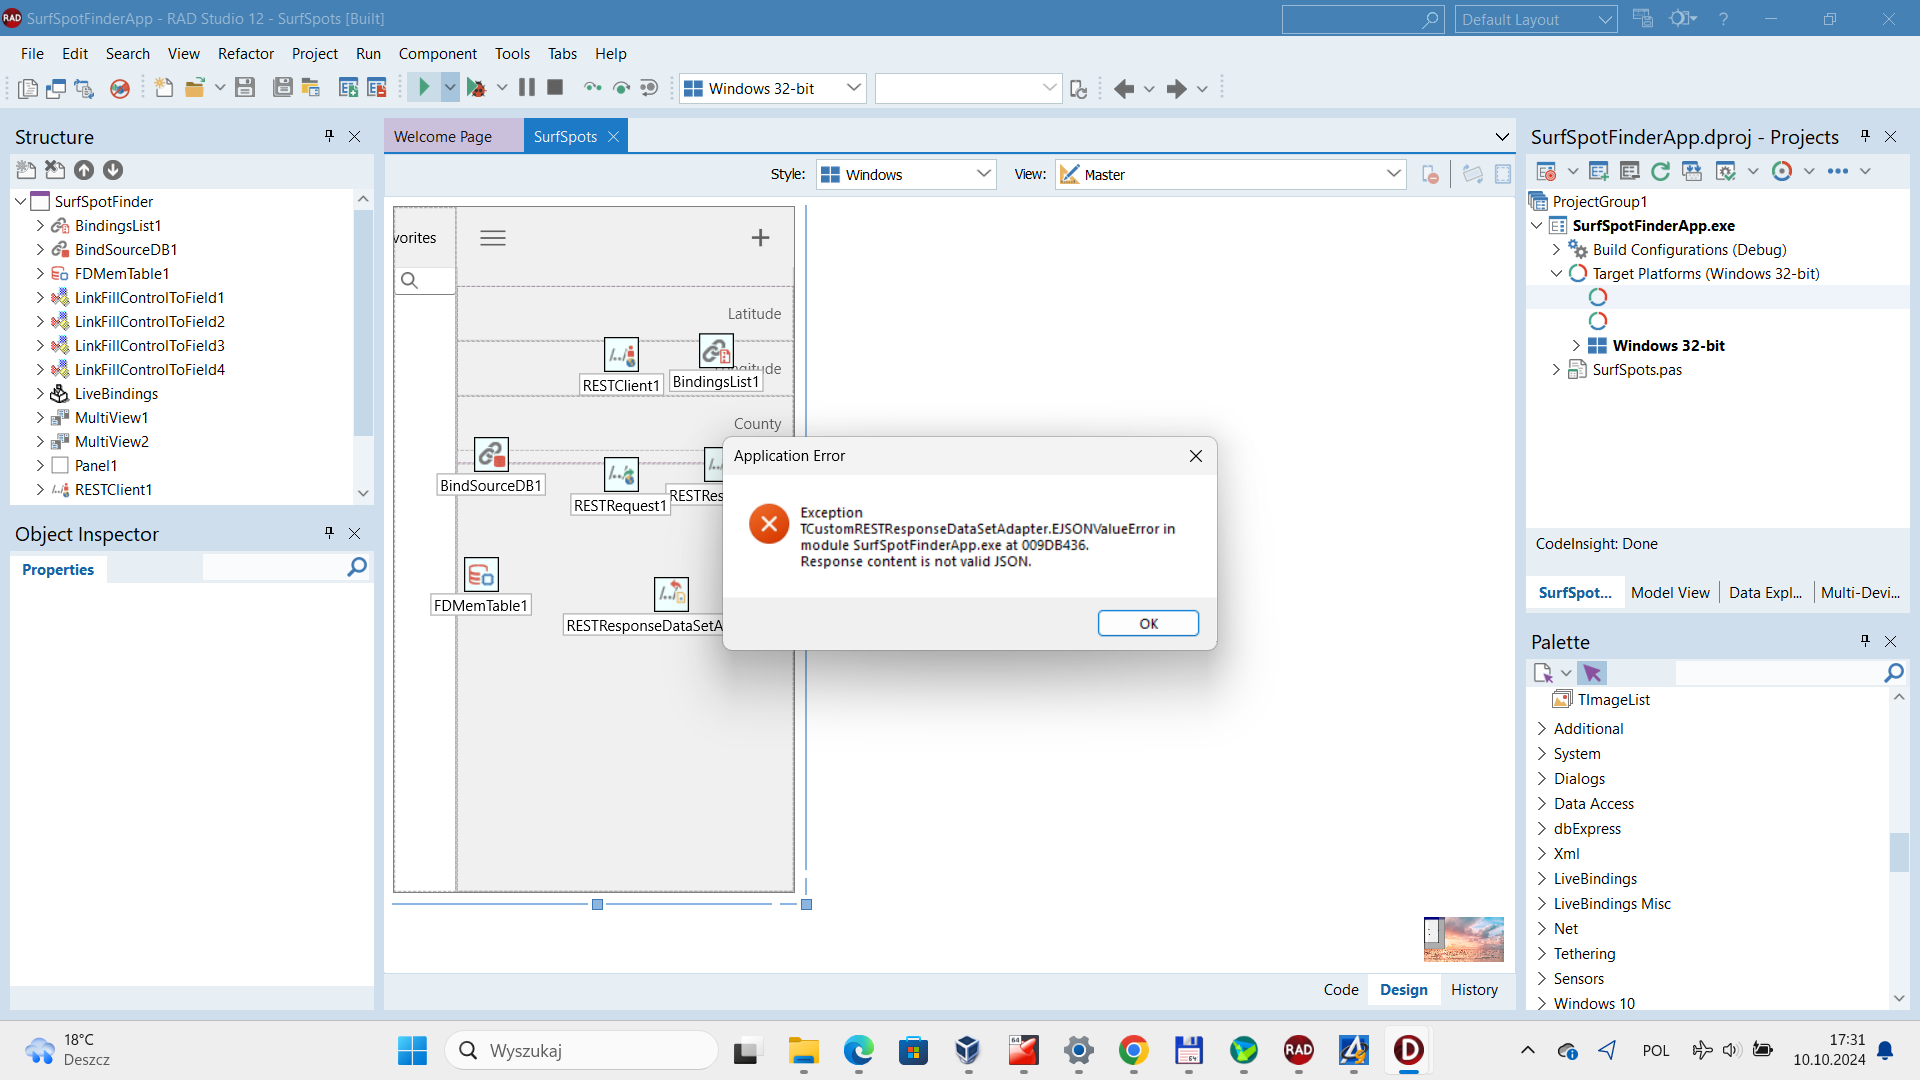 SurfSpotFinderApp - RAD Studio 12 - SurfSpots [Built]
Default Layout
File Edit Search View Refactor Project Run Component Tools Tabs Help
Windows 32-bit
Structure
SurfSpotFinder
BindingsList1
BindSourceDB1
FDMemTable1
LinkFillControlToField1
LinkFillControlToField2
LinkFillControlToField3
LinkFillControlToField4
LiveBindings
MultiView1
MultiView2
Panel1
RESTClient1
Object Inspector
Properties
Welcome Page
SurfSpots
Style:
Windows
View:
Master
vorites
Latitude
RESTClient1
BindingsList1
ngitude
County
BindSourceDB1
RESTRequest1
RESTRes
FDMemTable1
RESTResponseDataSetA
Application Error
Exception
TCustomRESTResponseDataSetAdapter.EJSONValueError in
module SurfSpotFinderApp.exe at 009DB436.
Response content is not valid JSON.
OK
Code
Design
History
SurfSpotFinderApp.dproj - Projects
ProjectGroup1
SurfSpotFinderApp.exe
Build Configurations (Debug)
Target Platforms (Windows 32-bit)
Windows 32-bit
SurfSpots.pas
CodeInsight: Done
SurfSpot...
Model View
Data Expl...
Multi-Devi...
Palette
TImageList
Additional
System
Dialogs
Data Access
dbExpress
Xml
LiveBindings
LiveBindings Misc
Net
Tethering
Sensors
Windows 10
18°C
Deszcz
Wyszukaj
64
64
RAD
POL
17:31
10.10.2024